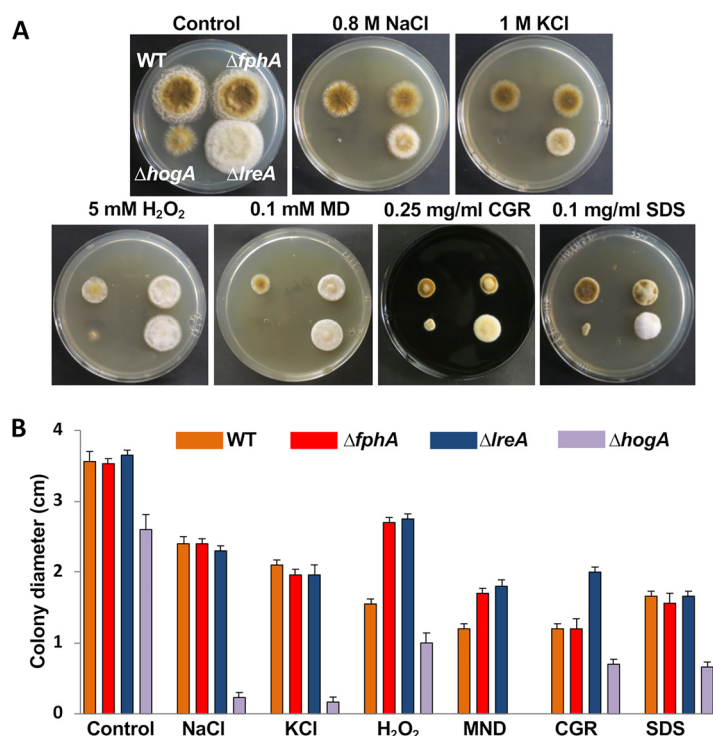 A
Control 0.8 M NaCl 1 M KCl
WT ΔfphA
ΔhogA ΔlreA
5 mM H₂O₂ 0.1 mM MD 0.25 mg/ml CGR 0.1 mg/ml SDS
B
WT ΔfphA ΔlreA ΔhogA
Colony diameter (cm)
4
3
2
1
0
Control NaCl KCl H₂O₂ MND CGR SDS